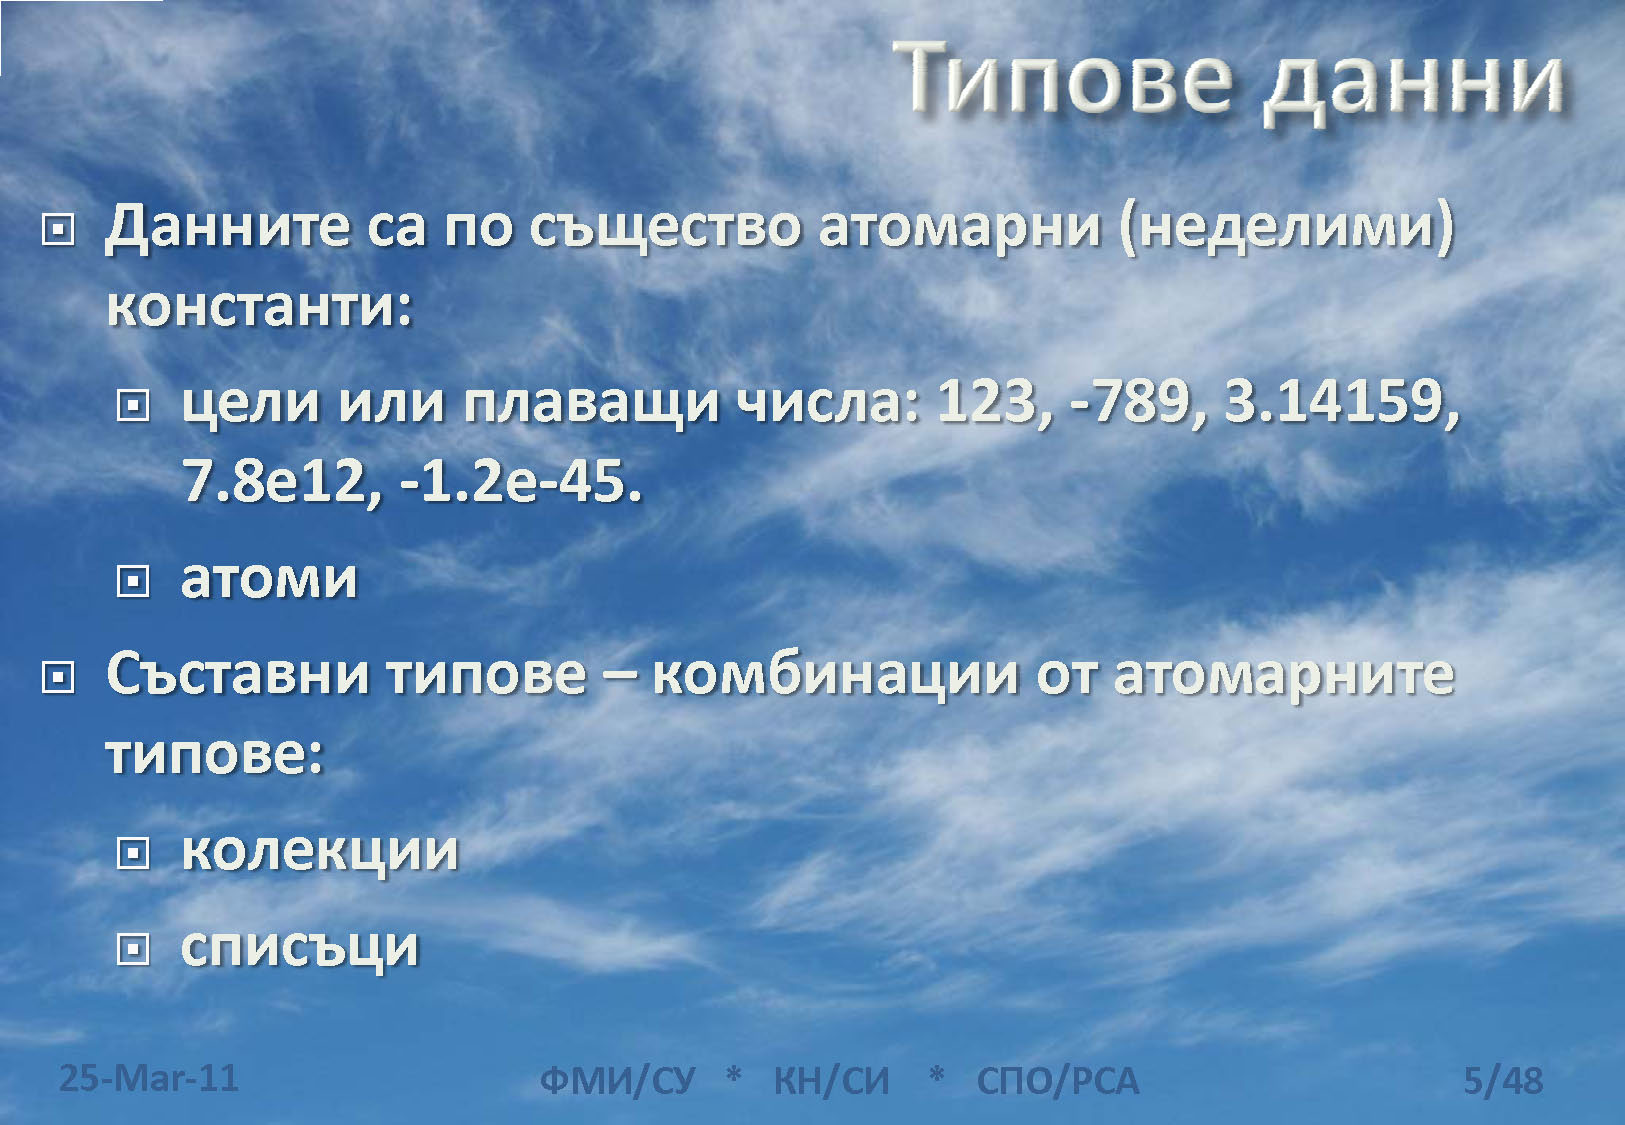 Типове данни
Данните са по същество атомарни (неделими)
константи:
цели или плаващи числа: 123, -789, 3.14159,
7.8e12, -1.2e-45.
атоми
Съставни типове – комбинации от атомарните
типове:
колекции
списъци
25-Mar-11 ФМИ/СУ * КН/СИ * СПО/РСА 5/48